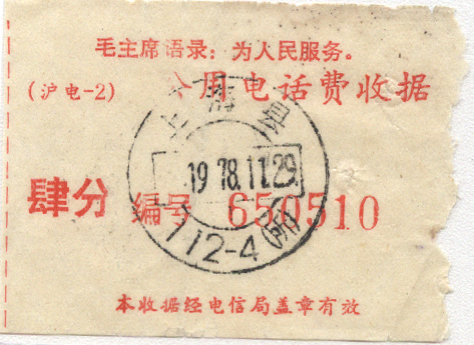 毛主席语录：为人民服务。
(沪电-2) 公用电话费收据
1978.11.29
肆分 编号 650510
112-4
本收据经电信局盖章有效